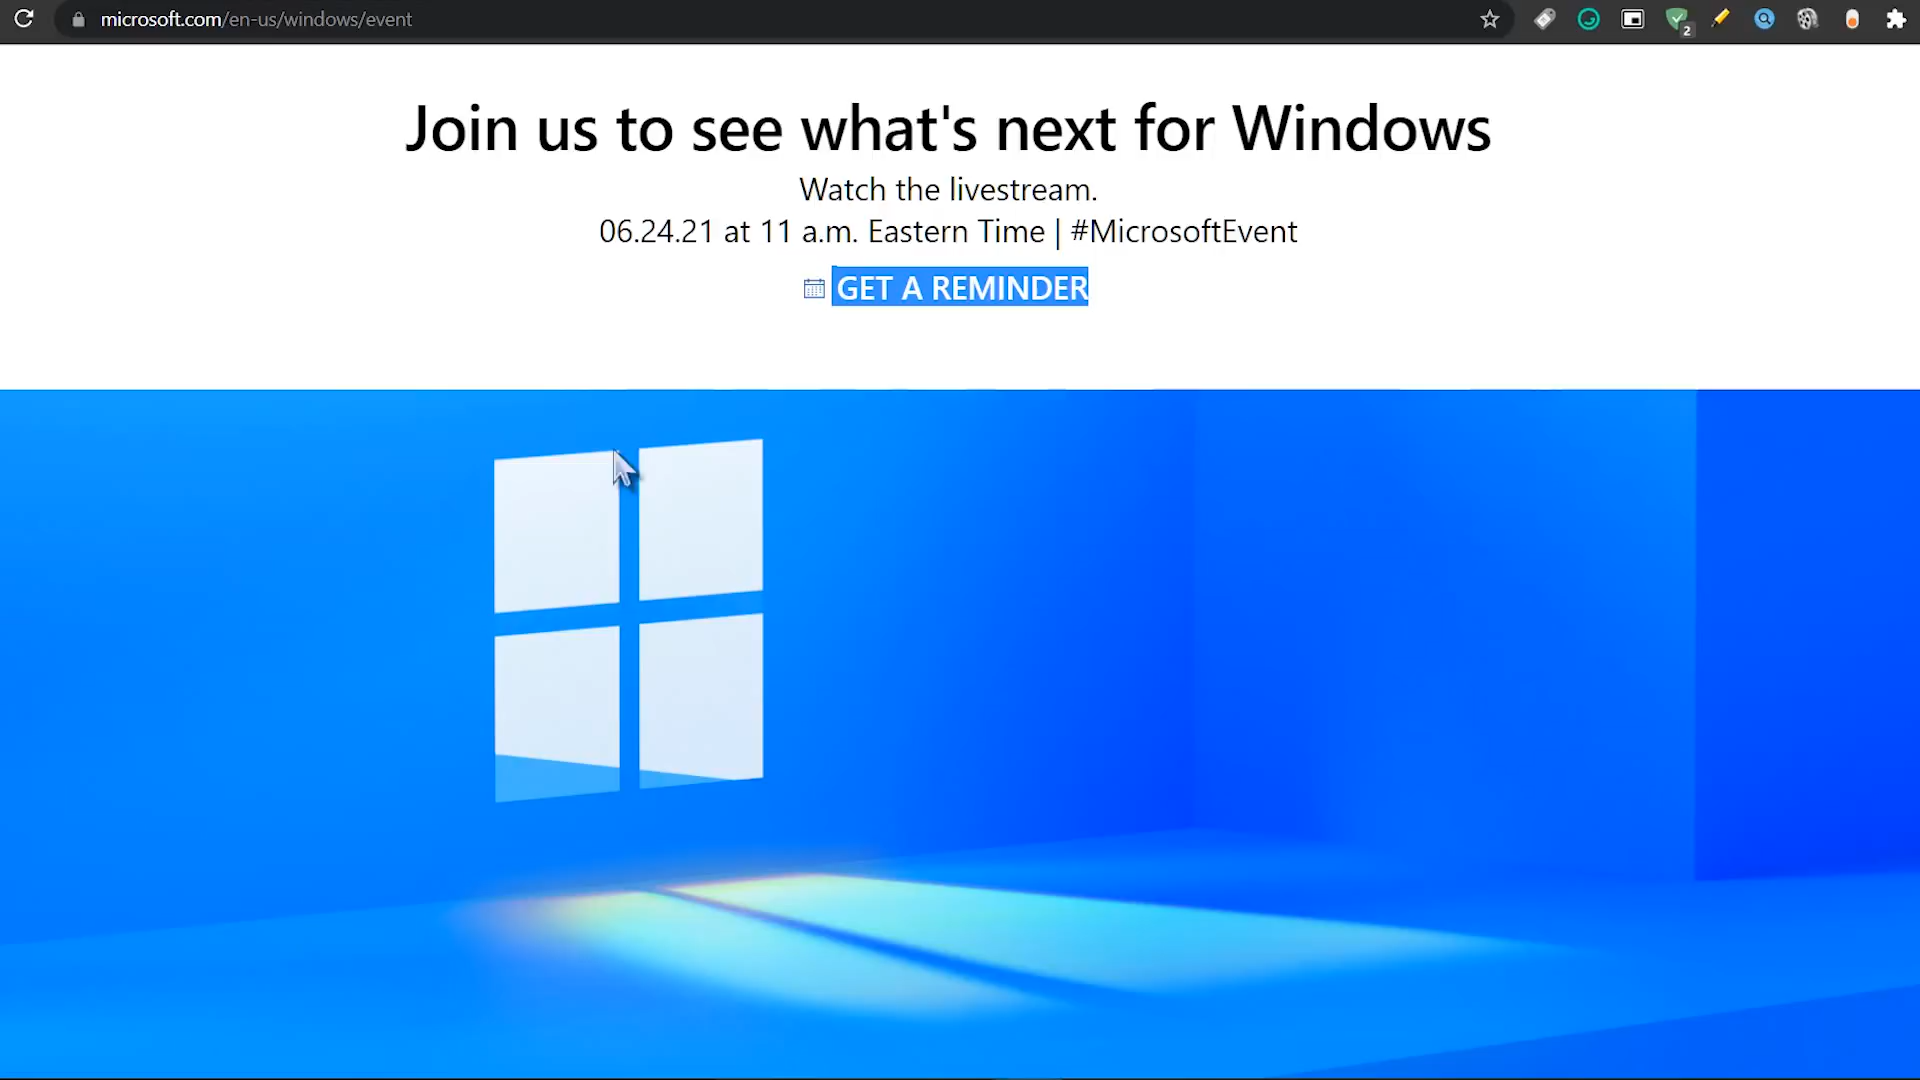 microsoft.com/en-us/windows/event
2
Join us to see what's next for Windows
Watch the livestream.
06.24.21 at 11 a.m. Eastern Time | #MicrosoftEvent
GET A REMINDER